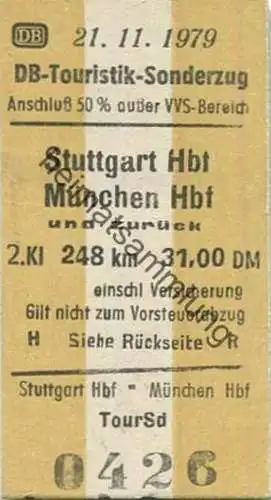 DB 21.11.1979
DB-Touristik-Sonderzug
Anschluß 50% außer VVS-Bereich
Stuttgart Hbf
München Hbf
und zurück
2.Kl 248 km 31,00 DM
einschl Versicherung
Gilt nicht zum Vorsteuerabzug
H Siehe Rückseite R
Stuttgart Hbf - München Hbf
TourSd
0426
heimatsammlung